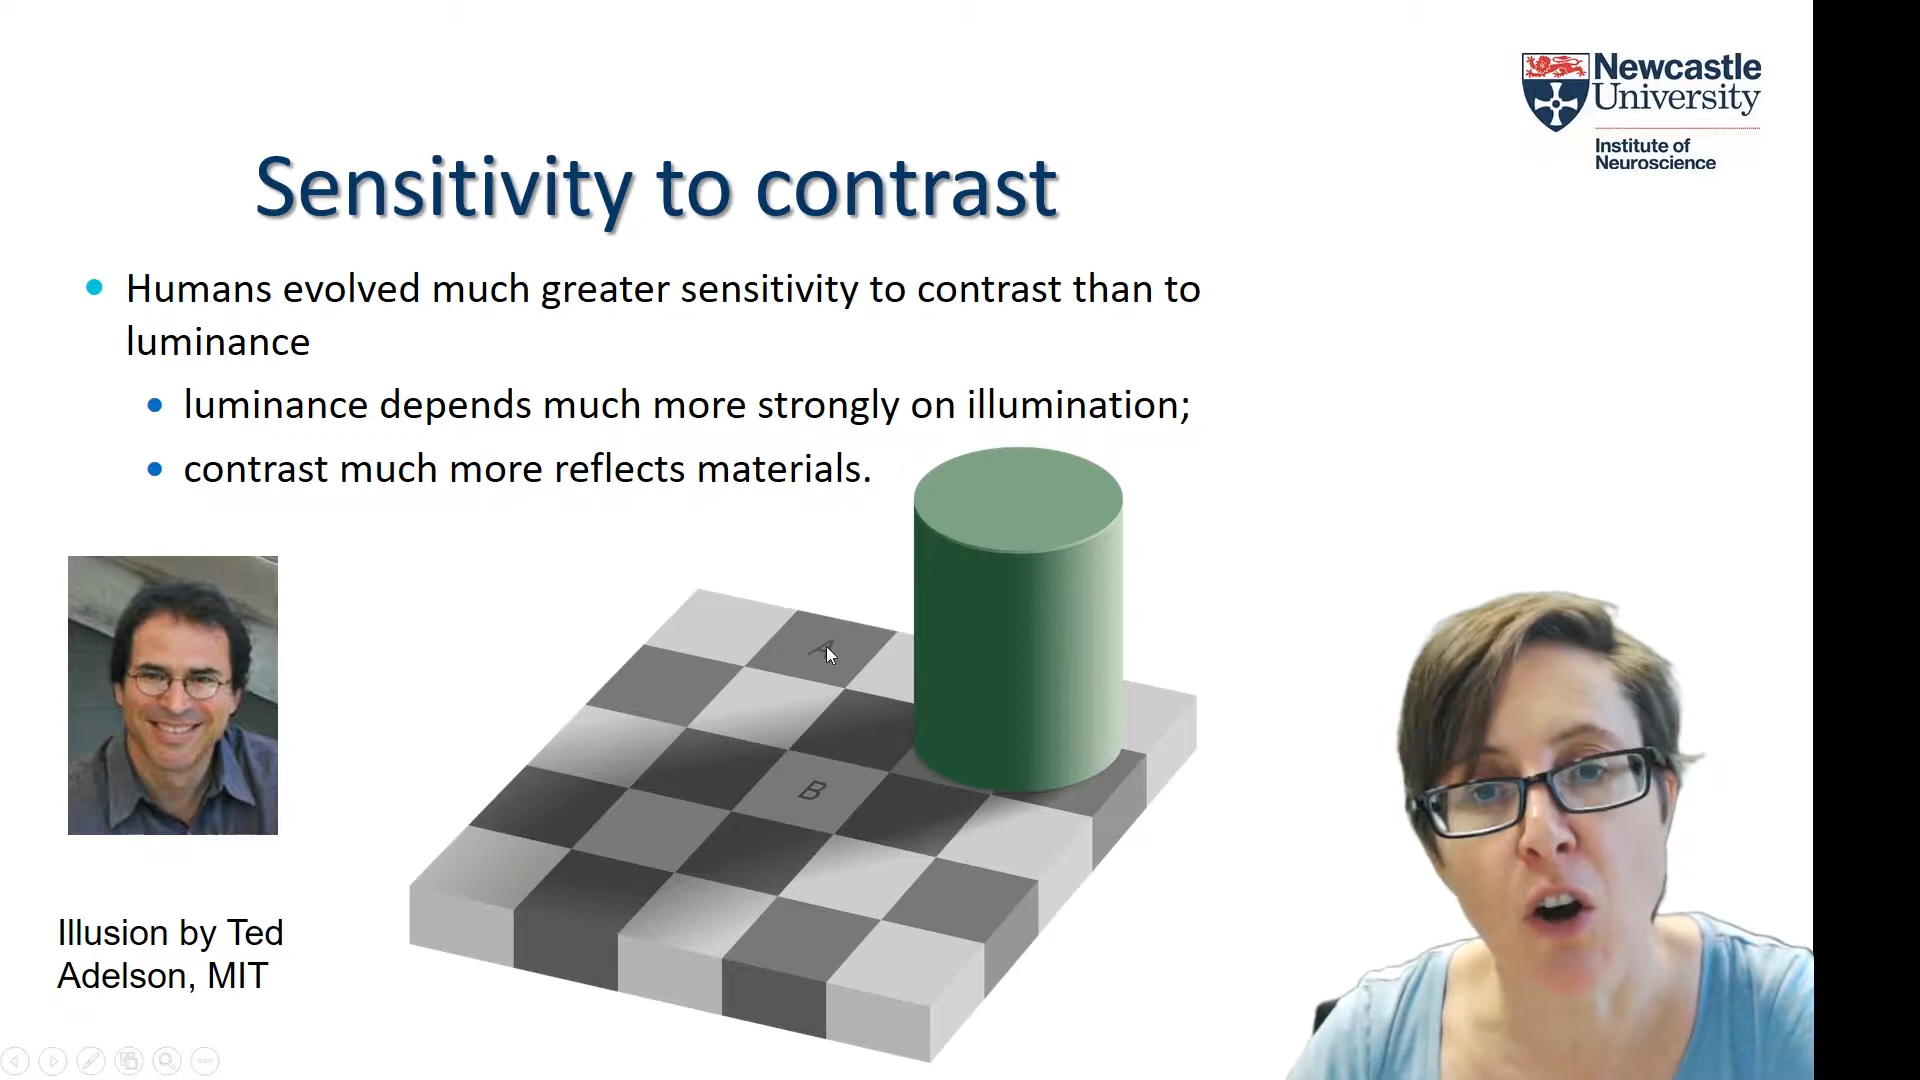 Newcastle
University
Institute of
Neuroscience
Sensitivity to contrast
Humans evolved much greater sensitivity to contrast than to
luminance
luminance depends much more strongly on illumination;
contrast much more reflects materials.
A
B
Illusion by Ted
Adelson, MIT